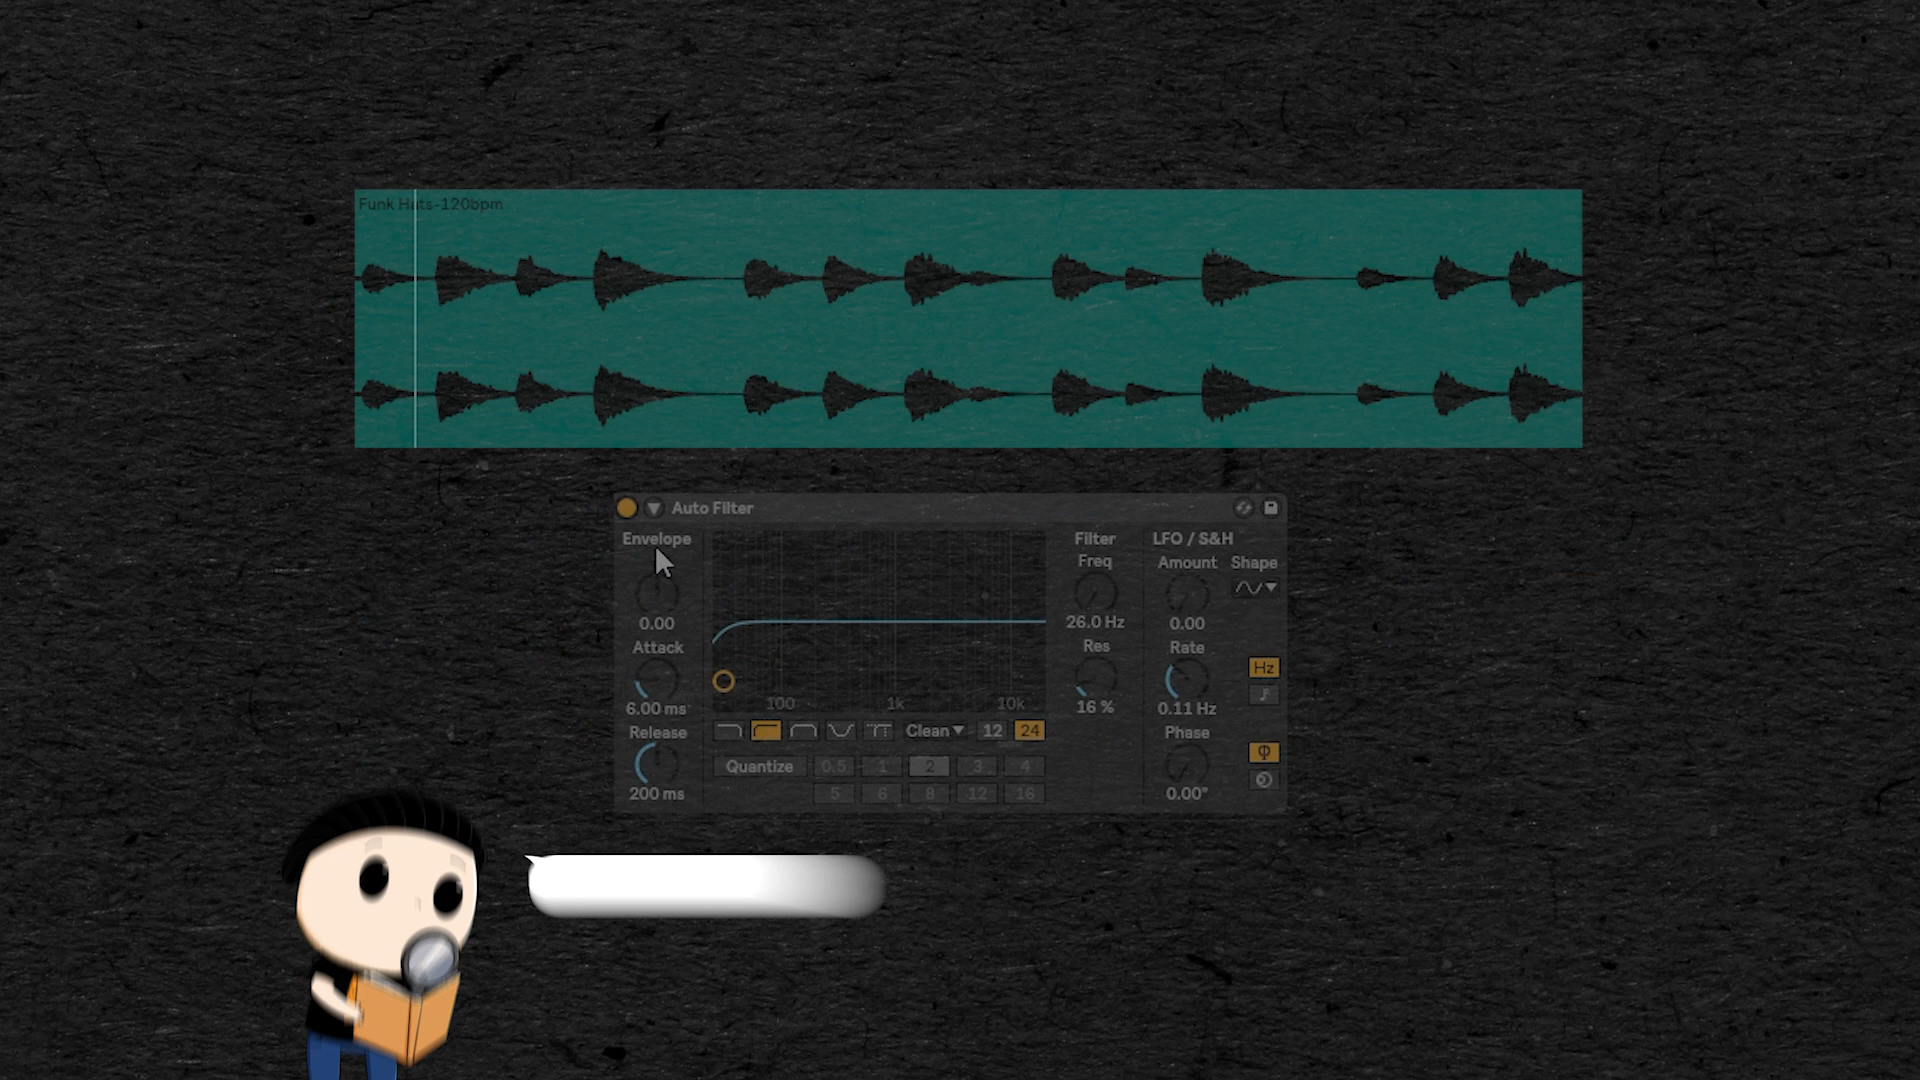 Funk Hats-120bpm
Auto Filter
Envelope
Filter
LFO / S&H
Freq
Amount
Shape
0.00
26.0 Hz
0.00
Attack
Res
Rate
Hz
6.00 ms
100
1k
10k
16 %
0.11 Hz
Release
Clean
12
24
Phase
Φ
Quantize
0.5
1
2
3
4
200 ms
5
6
8
12
16
0.00°